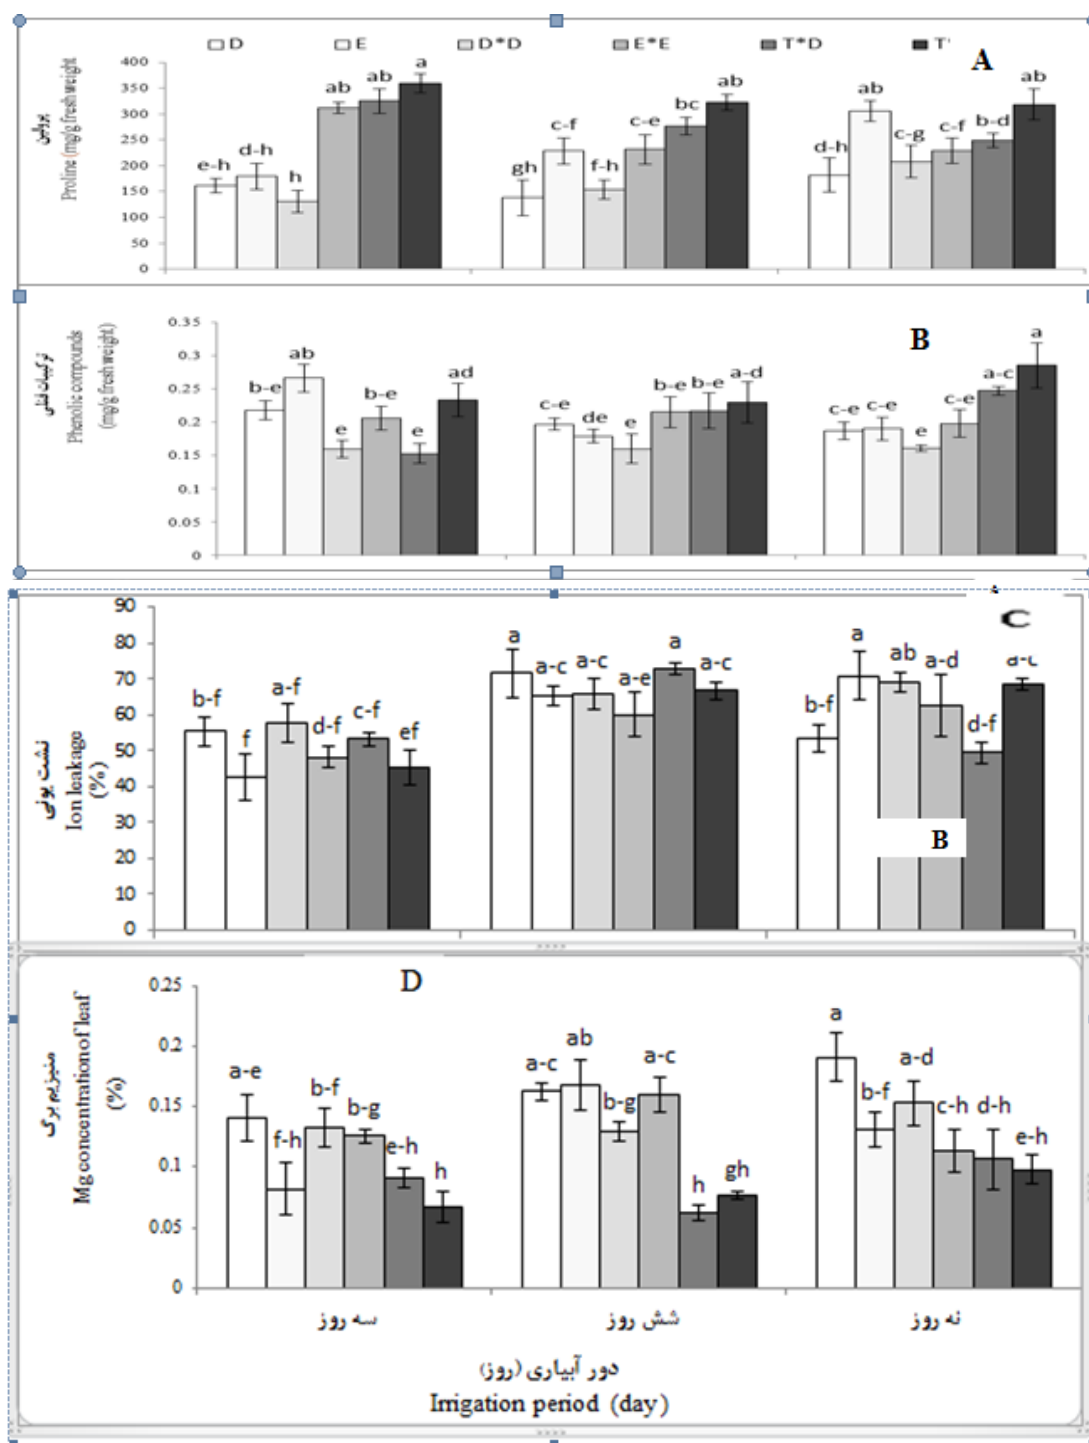 D E D*D E*E T*D T'
A
پرولین
Proline (mg/g fresh weight
400
350
300
250
200
150
100
50
0
e-h d-h h ab ab a
gh c-f f-h c-e bc ab
d-h ab c-g c-f b-d ab
B
ترکیبات فنلی
Phenolic compounds
(mg/g fresh weight)
0.35
0.3
0.25
0.2
0.15
0.1
0.05
0
b-e ab e b-e e ad
c-e de e b-e b-e a-d
c-e c-e e c-e a-c a
C
نشت یونی
Ion leakage
(%)
90
80
70
60
50
40
30
20
10
0
b-f f a-f d-f c-f ef
a a-c a-c a-e a a-c
b-f a ab a-d d-f a-c
B
D
منیزیم برگ
Mg concentration of leaf
(%)
0.25
0.2
0.15
0.1
0.05
0
a-e f-h b-f b-g e-h h
a-c ab b-g a-c h gh
a b-f a-d c-h d-h e-h
سه روز
شش روز
نه روز
دور آبیاری (روز)
Irrigation period (day)